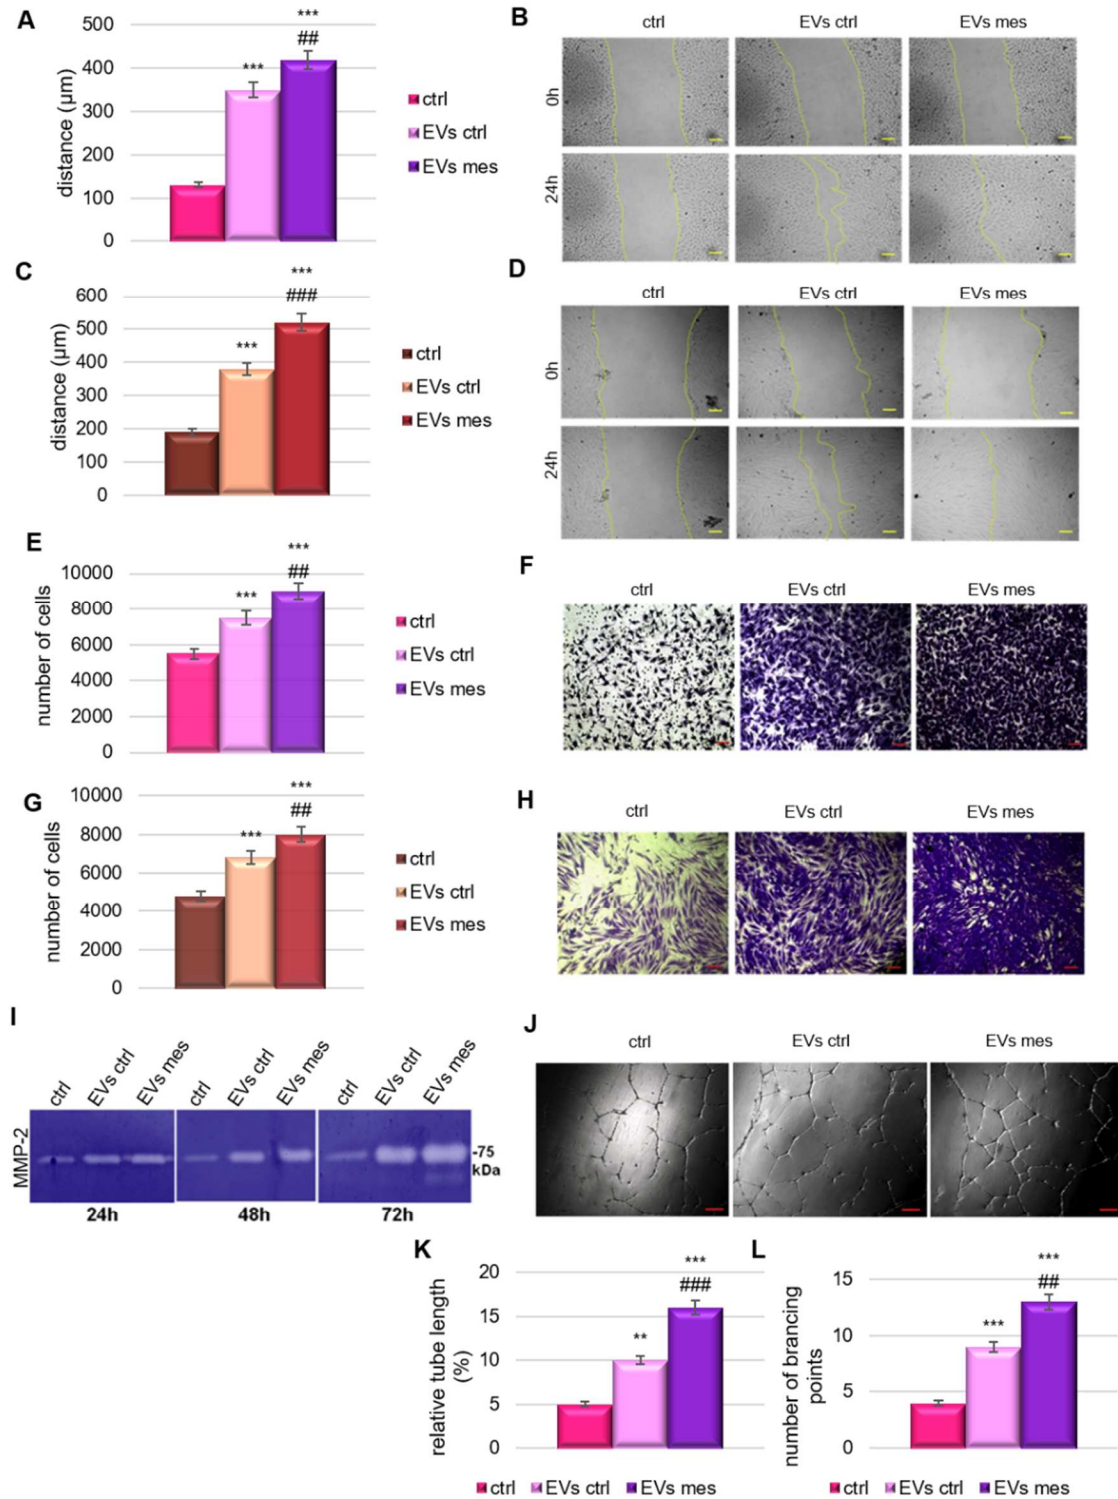 A
500
400
300
200
100
0
distance (µm)
***
***
##
ctrl
EVs ctrl
EVs mes
B
ctrl
EVs ctrl
EVs mes
0h
24h
C
600
500
400
300
200
100
0
distance (µm)
***
***
###
ctrl
EVs ctrl
EVs mes
D
ctrl
EVs ctrl
EVs mes
0h
24h
E
10000
8000
6000
4000
2000
0
number of cells
***
***
##
ctrl
EVs ctrl
EVs mes
F
ctrl
EVs ctrl
EVs mes
G
10000
8000
6000
4000
2000
0
number of cells
***
***
##
ctrl
EVs ctrl
EVs mes
H
ctrl
EVs ctrl
EVs mes
I
ctrl EVs ctrl EVs mes ctrl EVs ctrl EVs mes ctrl EVs ctrl EVs mes
MMP-2
-75
kDa
24h 48h 72h
J
ctrl
EVs ctrl
EVs mes
K
20
15
10
5
0
relative tube length
(%)
**
***
###
ctrl EVs ctrl EVs mes
L
15
10
5
0
number of brancing
points
***
***
##
ctrl EVs ctrl EVs mes